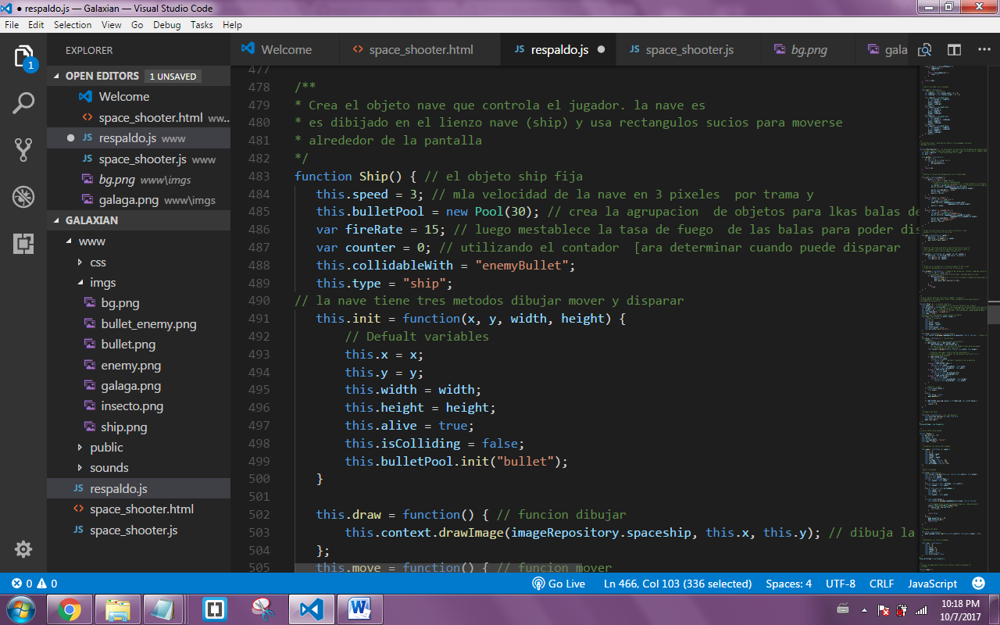 ● respaldo.js — Galaxian — Visual Studio Code
File Edit Selection View Go Debug Tasks Help
1
EXPLORER
OPEN EDITORS 1 UNSAVED
Welcome
space_shooter.html ww...
respaldo.js www
space_shooter.js www
bg.png www\imgs
galaga.png www\imgs
GALAXIAN
www
css
imgs
bg.png
bullet_enemy.png
bullet.png
enemy.png
galaga.png
insecto.png
ship.png
public
sounds
JS respaldo.js
space_shooter.html
JS space_shooter.js
Welcome
space_shooter.html
JS respaldo.js ●
JS space_shooter.js
bg.png
gala
477
478 /**
479 * Crea el objeto nave que controla el jugador. la nave es
480 * es dibijado en el lienzo nave (ship) y usa rectangulos sucios para moverse
481 * alrededor de la pantalla
482 */
483 function Ship() { // el objeto ship fija
484 this.speed = 3; // mla velocidad de la nave en 3 pixeles  por trama y
485 this.bulletPool = new Pool(30); // crea la agrupacion  de objetos para lkas balas de
486 var fireRate = 15; // luego mestablece la tasa de fuego  de las balas para poder dis
487 var counter = 0; // utilizando el contador  [ara determinar cuando puede disparar
488 this.collidableWith = "enemyBullet";
489 this.type = "ship";
490 // la nave tiene tres metodos dibujar mover y disparar
491 this.init = function(x, y, width, height) {
492 // Defualt variables
493 this.x = x;
494 this.y = y;
495 this.width = width;
496 this.height = height;
497 this.alive = true;
498 this.isColliding = false;
499 this.bulletPool.init("bullet");
500 }
501
502 this.draw = function() { // funcion dibujar
503 this.context.drawImage(imageRepository.spaceship, this.x, this.y); // dibuja la
504 };
505 this.move = function() { // funcion mover
0 0
Go Live
Ln 466, Col 103 (336 selected) Spaces: 4 UTF-8 CRLF JavaScript
10:18 PM
10/7/2017